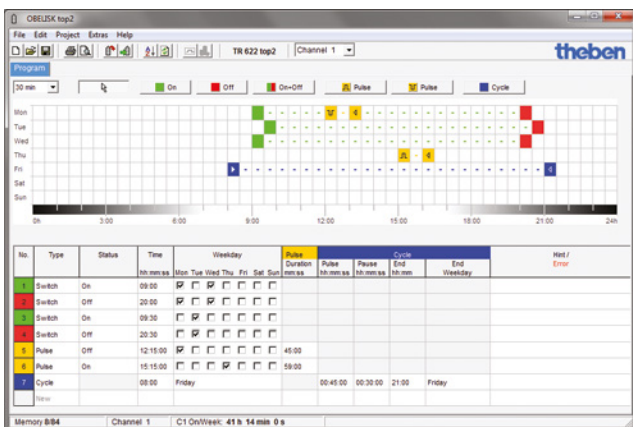 OBELISK top2
File Edit Project Extras Help
TR 622 top2 Channel 1
theben
Program
30 min On Off On+Off Pulse Pulse Cycle
Mon
Tue
Wed
Thu
Fri
Sat
Sun
0h 3:00 6:00 9:00 12:00 15:00 18:00 21:00 24h
No. Type Status Time Weekday Pulse Cycle Hint /
Duration Pulse Pause End End Error
hh:mm:ss Mon Tue Wed Thu Fri Sat Sun mm:ss hh:mm:ss hh:mm:ss hh:mm Weekday
1 Switch On 09:00
2 Switch Off 20:00
3 Switch On 09:30
4 Switch Off 20:30
5 Pulse Off 12:15:00 45:00
6 Pulse On 15:15:00 59:00
7 Cycle 08:00 Friday 00:45:00 00:30:00 21:00 Friday
New
Memory 8/84 Channel 1 C1 On/Week: 41 h 14 min 0 s